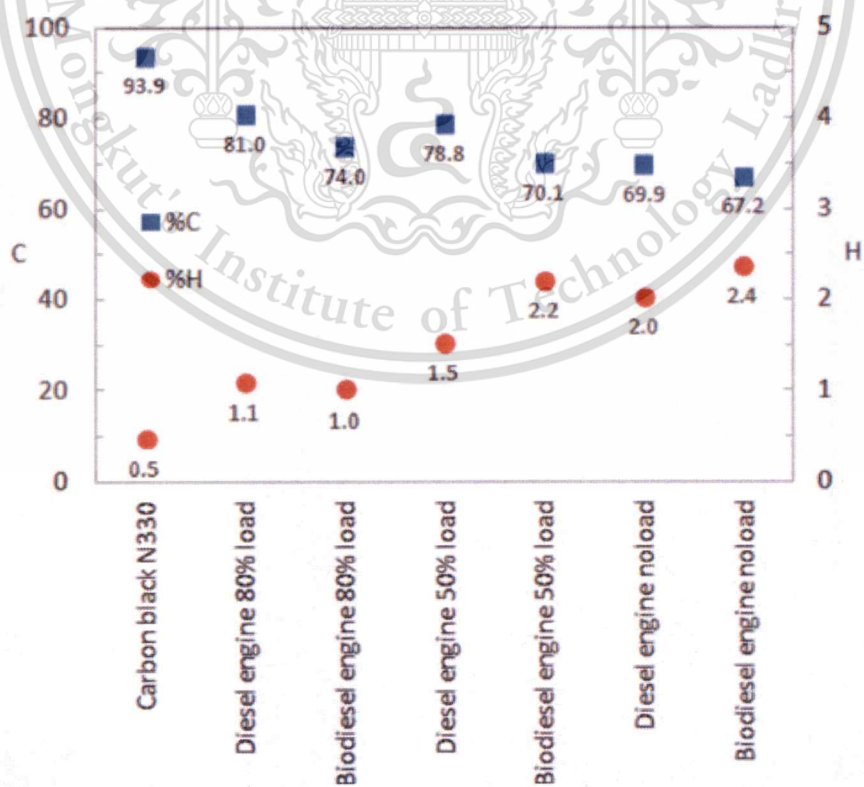 100
80
60
40
20
0
C
5
4
3
2
1
0
H
93.9
81.0
74.0
78.8
70.1
69.9
67.2
%C
%H
0.5
1.1
1.0
1.5
2.2
2.0
2.4
Carbon black N330
Diesel engine 80% load
Biodiesel engine 80% load
Diesel engine 50% load
Biodiesel engine 50% load
Diesel engine noload
Biodiesel engine noload
Mongkut's Institute of Technology Ladkr